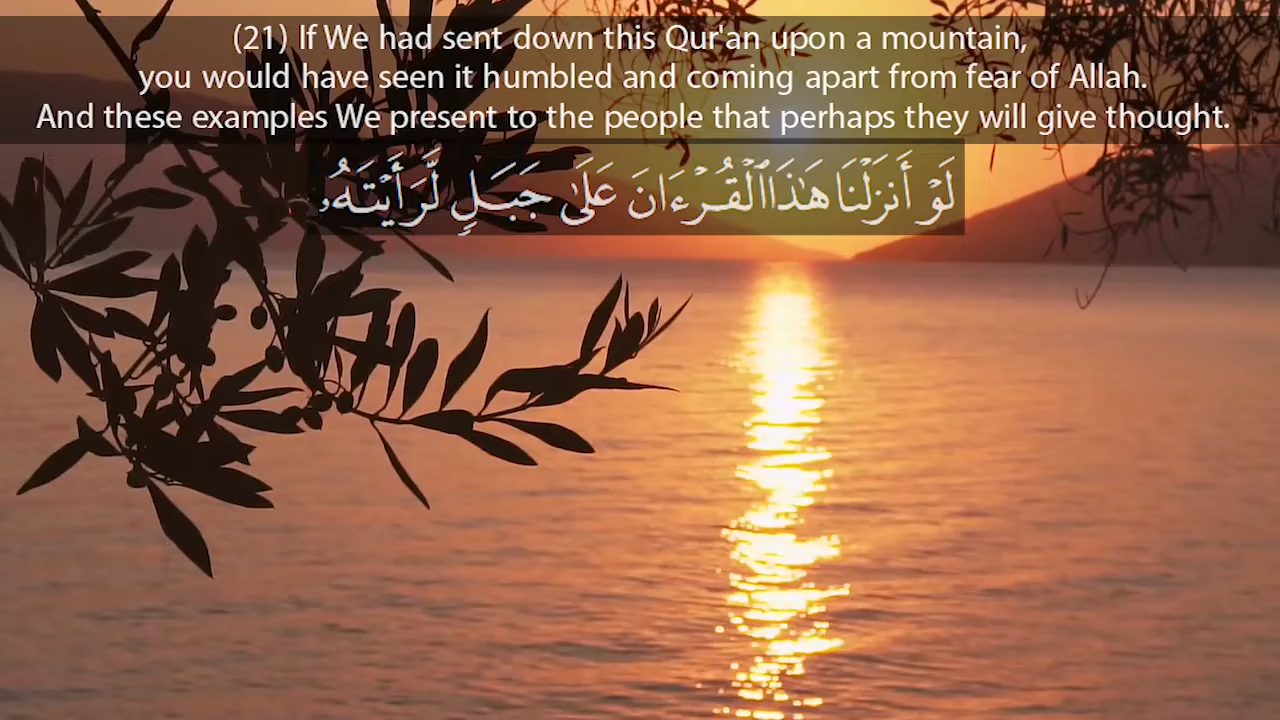 (21) If We had sent down this Qur'an upon a mountain,
you would have seen it humbled and coming apart from fear of Allah.
And these examples We present to the people that perhaps they will give thought.
لَوْ أَنزَلْنَا هَٰذَا ٱلْقُرْءَانَ عَلَىٰ جَبَلٍ لَّرَأَيْتَهُۥ